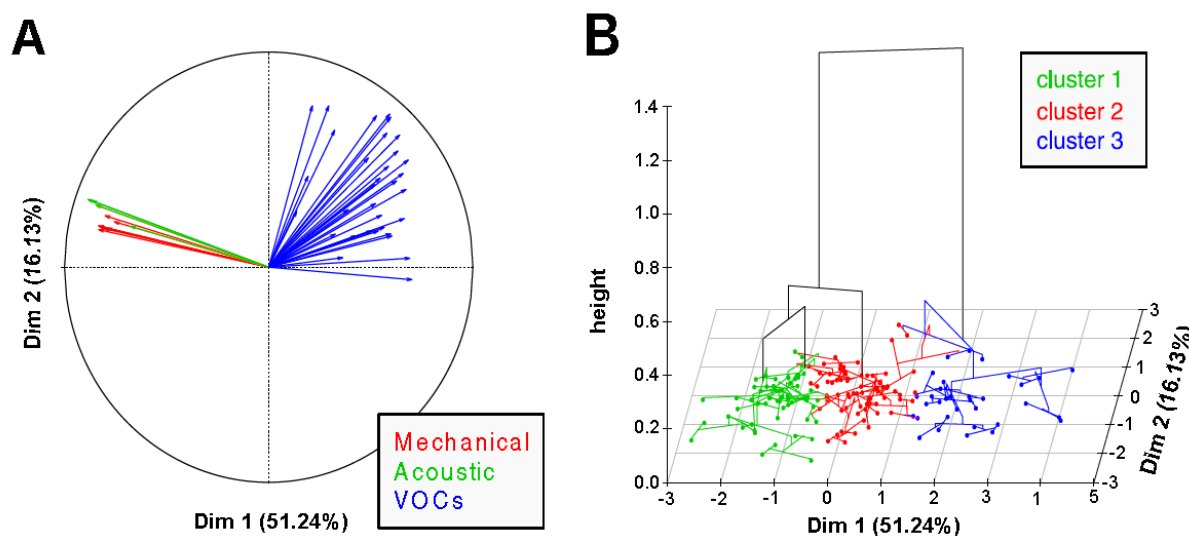 A
Dim 2 (16.13%)
Dim 1 (51.24%)
Mechanical
Acoustic
VOCs
B
cluster 1
cluster 2
cluster 3
height
1.4
1.2
1.0
0.8
0.6
0.4
0.2
0.0
-3 -2 -1 0 1 2 3 1 5
Dim 1 (51.24%)
3
2
1
0
-1
-2
-3
Dim 2 (16.13%)